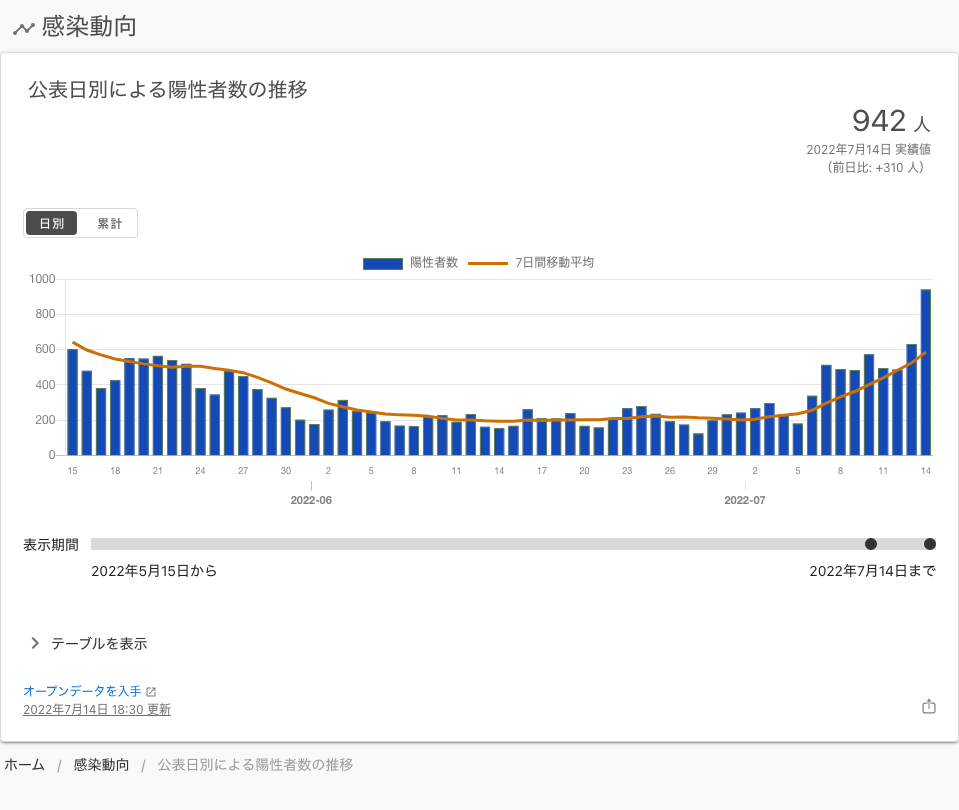 感染動向
公表日別による陽性者数の推移
942 人
2022年7月14日 実績値
（前日比: +310 人）
日別 累計
陽性者数 7日間移動平均
1000
800
600
400
200
0
15 18 21 24 27 30 2 5 8 11 14 17 20 23 26 29 2 5 8 11 14
2022-06 2022-07
表示期間
2022年5月15日から 2022年7月14日まで
テーブルを表示
オープンデータを入手
2022年7月14日 18:30 更新
ホーム / 感染動向 / 公表日別による陽性者数の推移